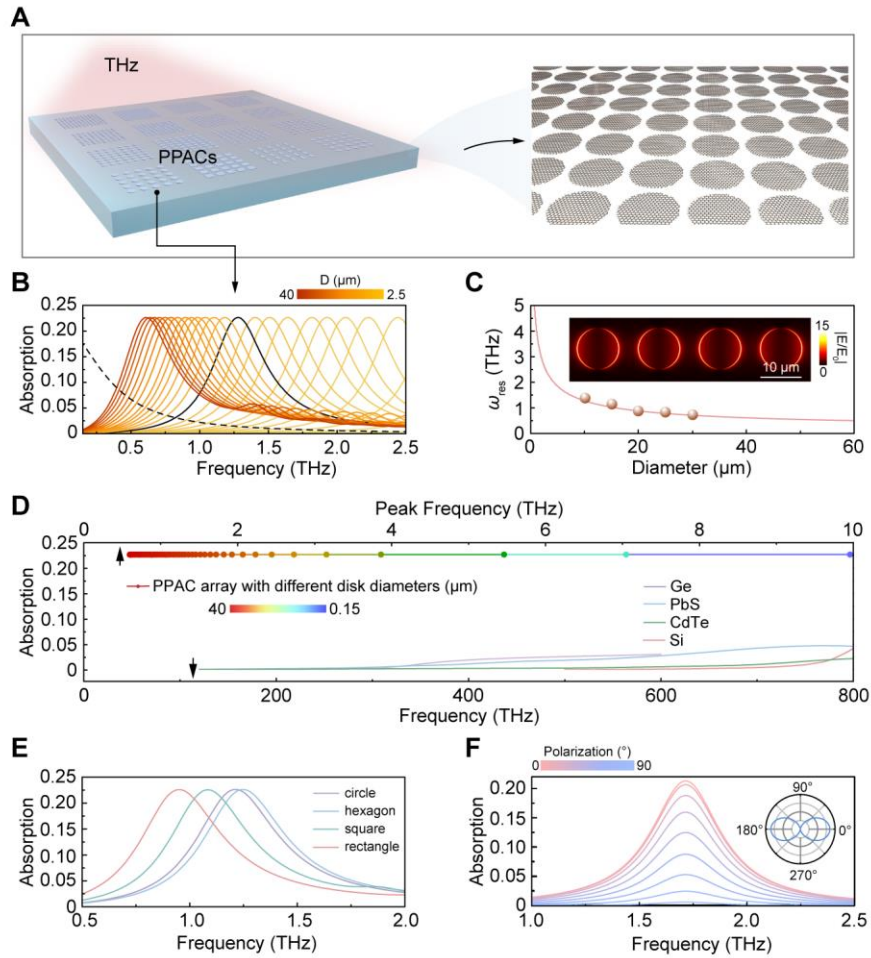 A
THz
PPACs
B
D (μm)
40
2.5
0.25
0.20
0.15
0.10
0.05
0
Absorption
0.5
1.0
1.5
2.0
2.5
Frequency (THz)
C
5
4
3
2
1
0
ωres (THz)
15
0
|E/E0|
10 μm
0
20
40
60
Diameter (μm)
D
Peak Frequency (THz)
0
2
4
6
8
10
0.25
0.20
0.15
0.10
0.05
0
Absorption
PPAC array with different disk diameters (μm)
40
0.15
Ge
PbS
CdTe
Si
0
200
400
600
800
Frequency (THz)
E
0.25
0.20
0.15
0.10
0.05
0.00
Absorption
circle
hexagon
square
rectangle
0.5
1.0
1.5
2.0
Frequency (THz)
F
Polarization (°)
0
90
0.20
0.15
0.10
0.05
0
Absorption
90°
180°
0°
270°
1.0
1.5
2.0
2.5
Frequency (THz)